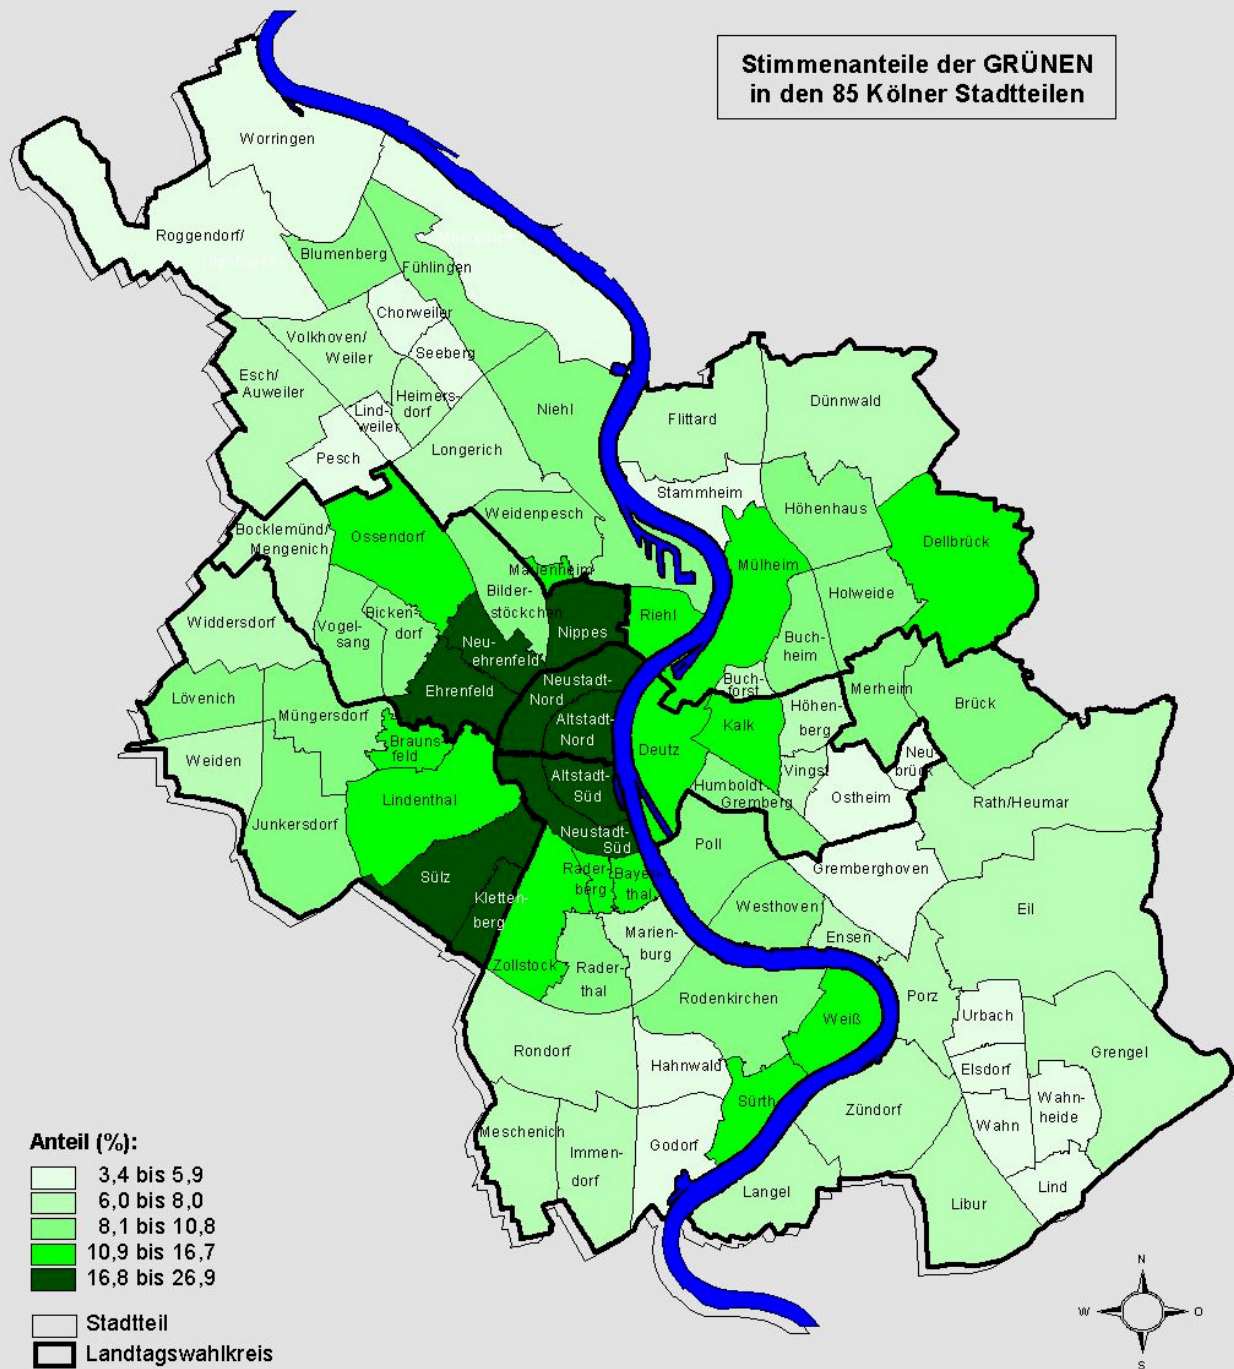 Stimmenanteile der GRÜNEN
in den 85 Kölner Stadtteilen
Worringen
Roggendorf/
Blumenberg
Fühlingen
Chorweiler
Volkhoven/
Weiler
Seeberg
Esch/
Auweiler
Heimers-
dorf
Lind-
weiler
Pesch
Longerich
Niehl
Flittard
Dünnwald
Stammheim
Höhenhaus
Dellbrück
Weidenpesch
Ossendorf
Bocklemünd/
Mengenich
Mauenheim
Mülheim
Bilder-
stöckchen
Riehl
Nippes
Holweide
Widdersdorf
Vogel-
sang
Bicken-
dorf
Neu-
ehrenfeld
Buch-
heim
Ehrenfeld
Neustadt-
Nord
Buch-
forst
Merheim
Brück
Lövenich
Müngersdorf
Altstadt-
Nord
Höhen-
berg
Deutz
Kalk
Brauns-
feld
Neu-
brück
Weiden
Vingst
Humboldt-
Gremberg
Ostheim
Rath/Heumar
Altstadt-
Süd
Lindenthal
Junkersdorf
Neustadt-
Süd
Poll
Sülz
Rader-
berg
Bayen-
thal
Gremberghoven
Kletten-
berg
Westhoven
Eil
Marien-
burg
Ensen
Zollstock
Rader-
thal
Rodenkirchen
Porz
Weiß
Urbach
Rondorf
Hahnwald
Grengel
Elsdorf
Sürth
Zündorf
Wahn-
heide
Wahn
Meschenich
Immen-
dorf
Godorf
Langel
Lind
Libur
Anteil (%):
3,4 bis 5,9
6,0 bis 8,0
8,1 bis 10,8
10,9 bis 16,7
16,8 bis 26,9
Stadtteil
Landtagswahlkreis
N
W
O
S